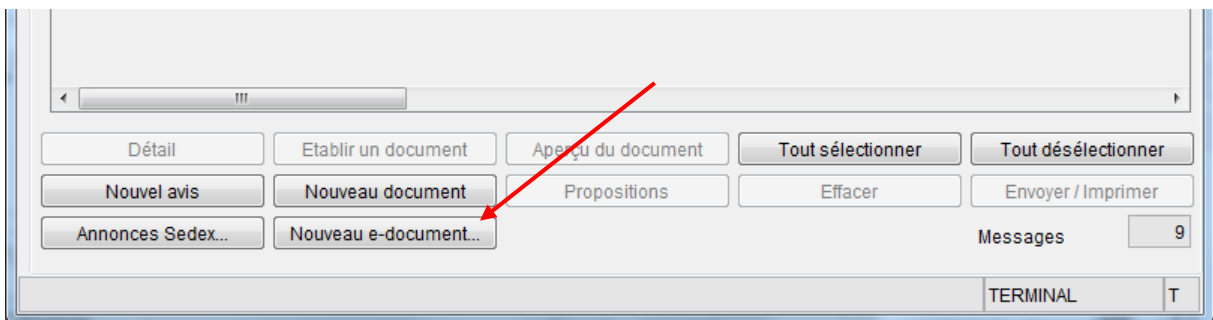 Détail Etablir un document Aperçu du document Tout sélectionner Tout désélectionner
Nouvel avis Nouveau document Propositions Effacer Envoyer / Imprimer
Annonces Sedex... Nouveau e-document... Messages 9
TERMINAL T